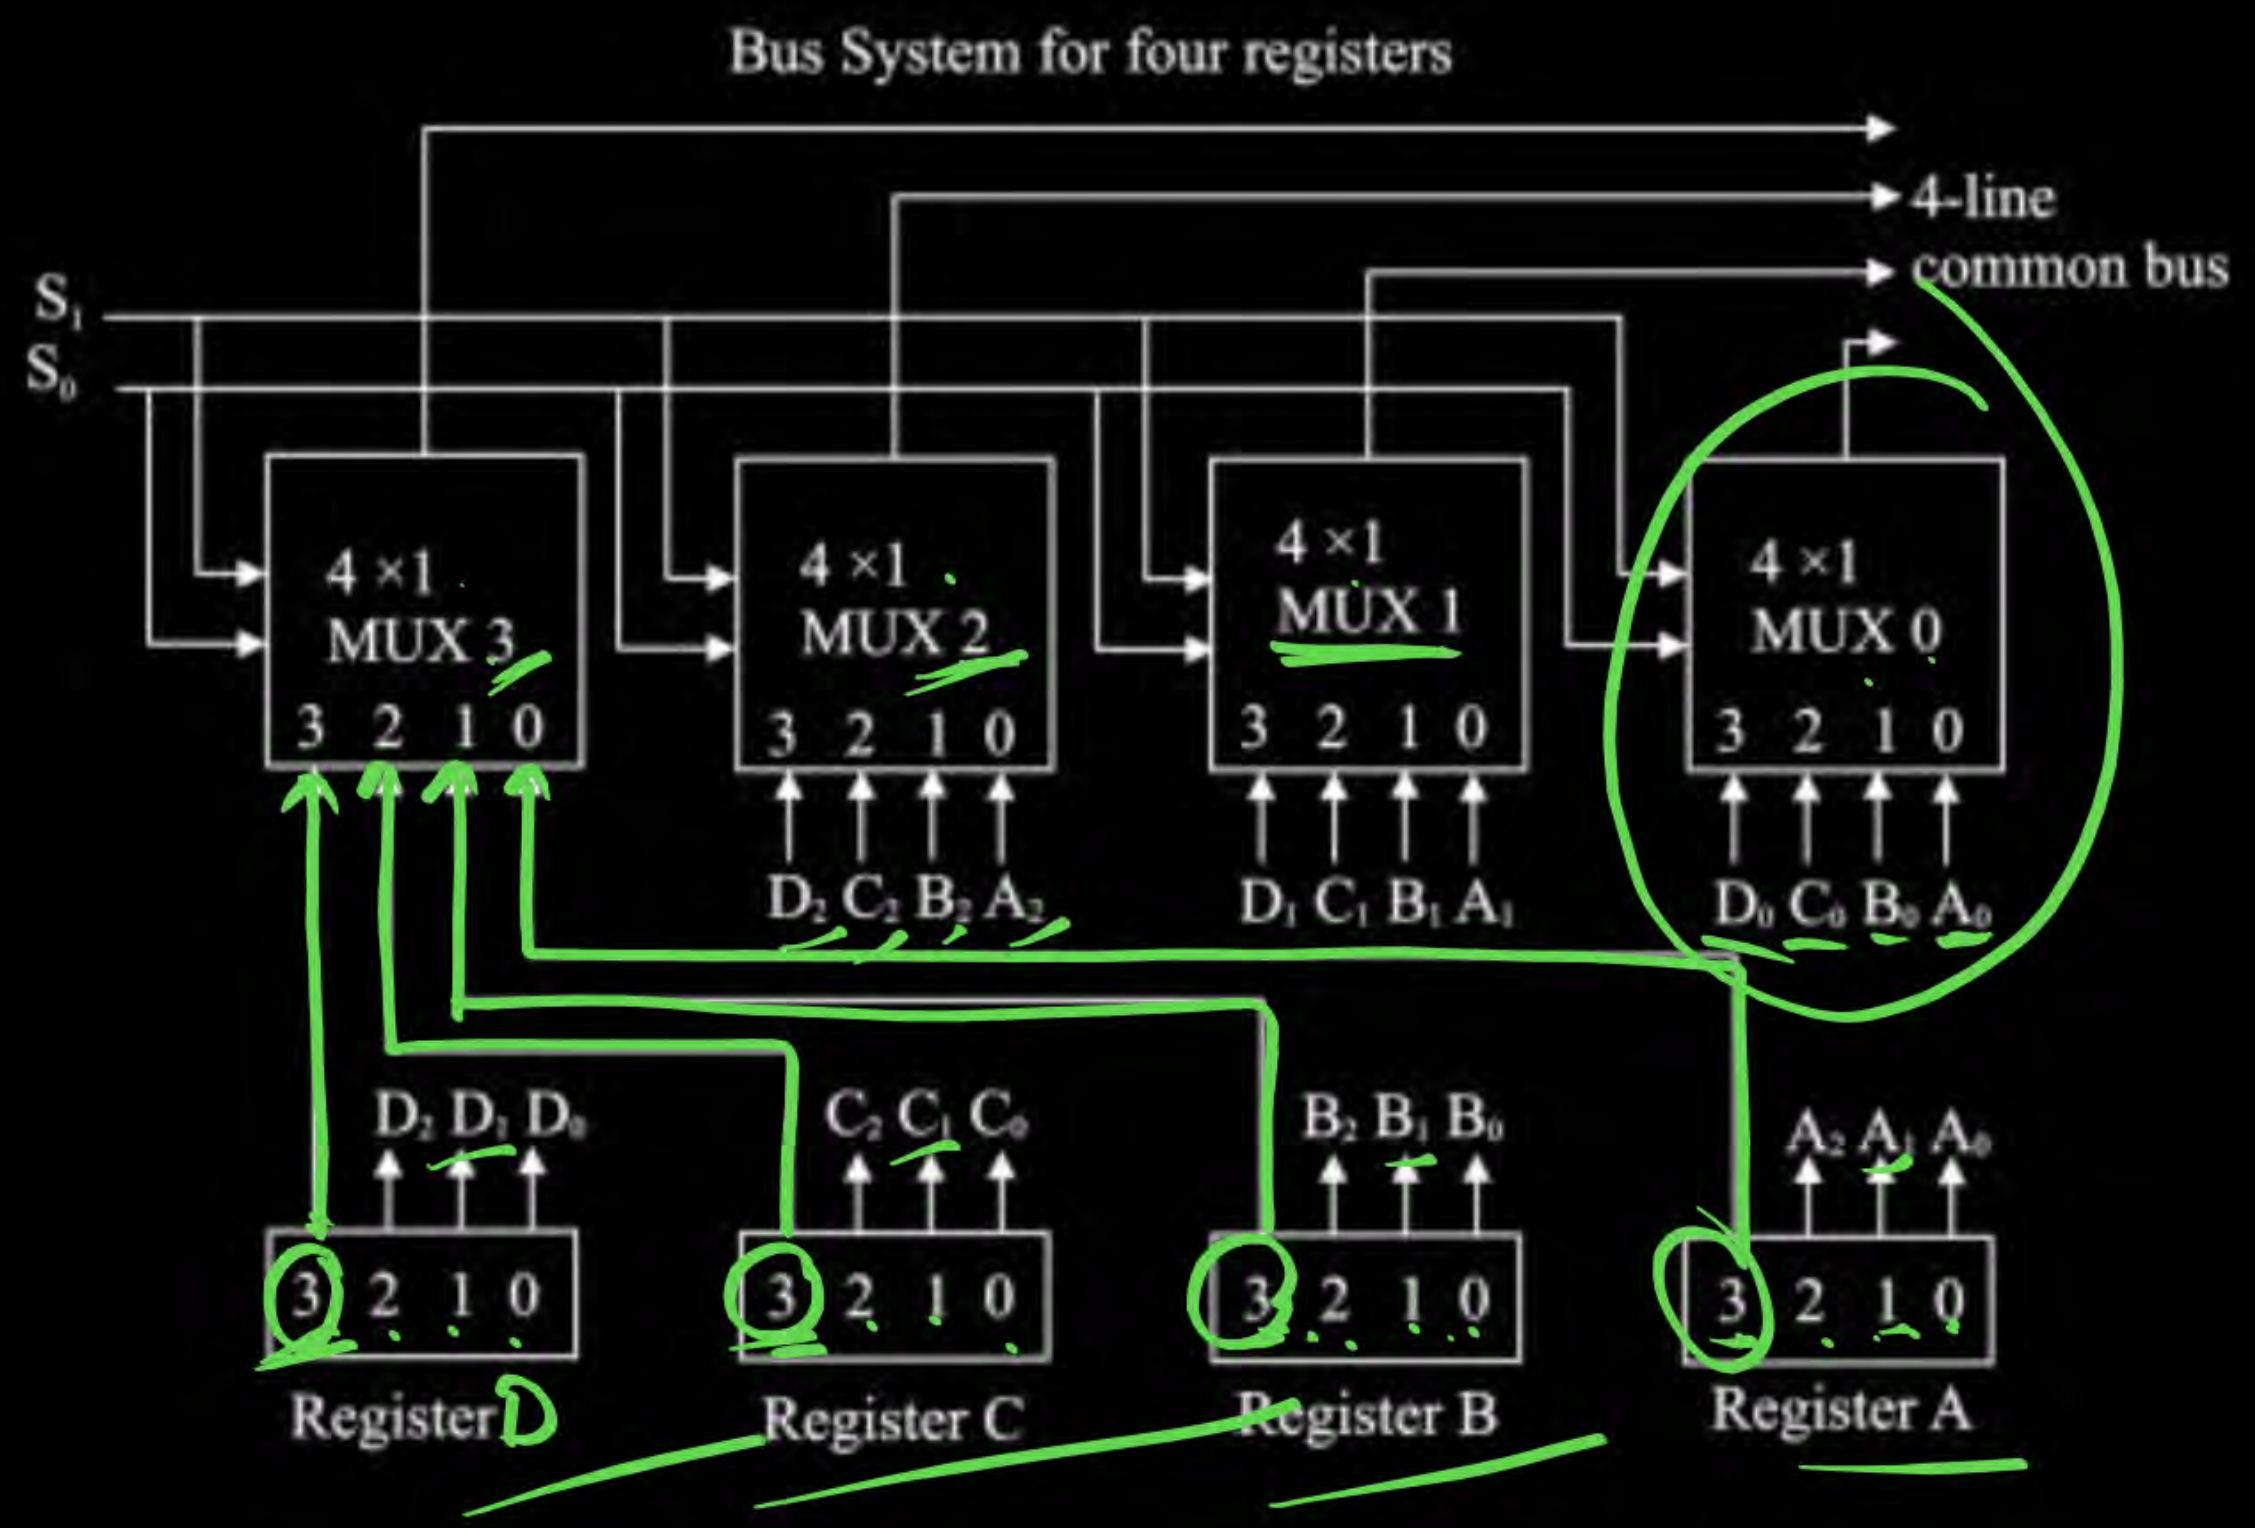 Bus System for four registers
4-line
common bus
S₁
S₀
4 ×1
MUX 3
3 2 1 0
4 ×1
MUX 2
3 2 1 0
4 ×1
MUX 1
3 2 1 0
4 ×1
MUX 0
3 2 1 0
D₂ C₂ B₂ A₂
D₁ C₁ B₁ A₁
D₀ C₀ B₀ A₀
D₂ D₁ D₀
C₂ C₁ C₀
B₂ B₁ B₀
A₂ A₁ A₀
3 2 1 0
3 2 1 0
3 2 1 0
3 2 1 0
Register D
Register C
Register B
Register A